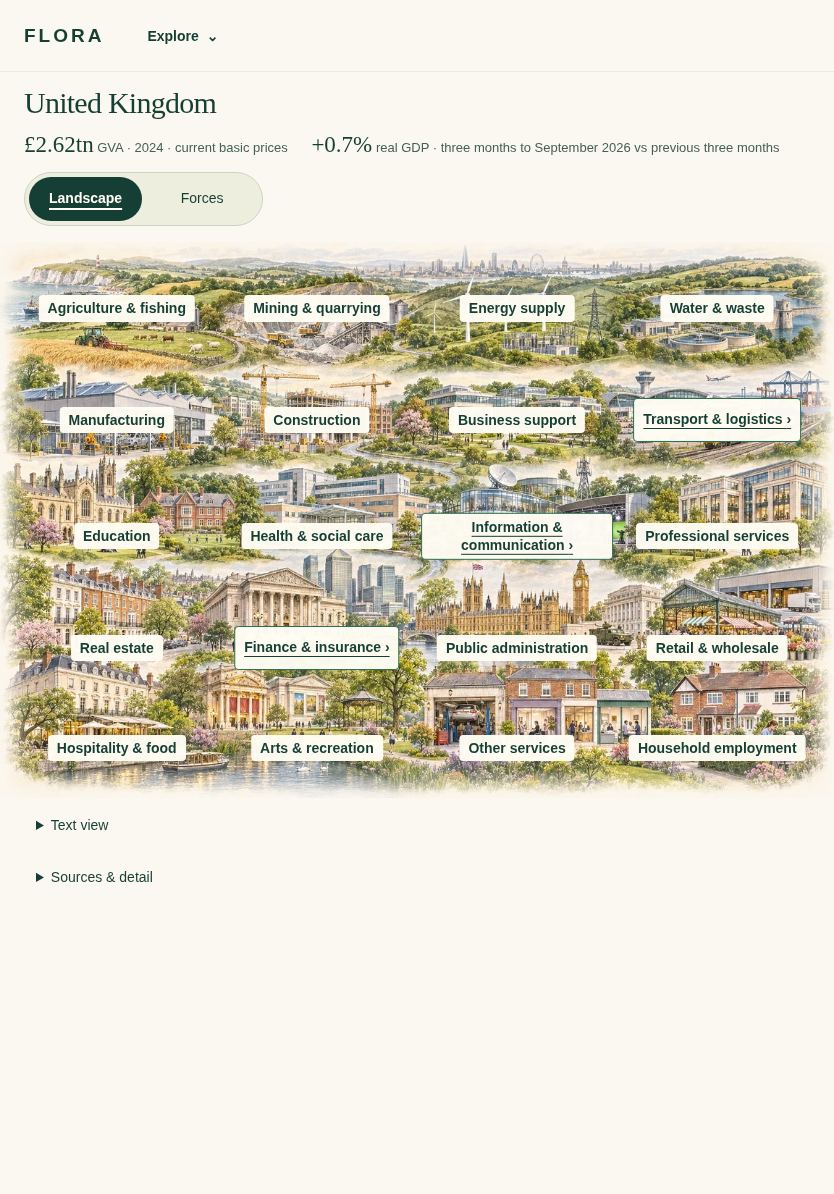 FLORA
Explore ⌄
United Kingdom
£2.62tn GVA · 2024 · current basic prices +0.7% real GDP · three months to September 2026 vs previous three months
Landscape Forces
Agriculture & fishing Mining & quarrying Energy supply Water & waste
Manufacturing Construction Business support Transport & logistics ›
Education Health & social care Information & communication › Professional services
Real estate Finance & insurance › Public administration Retail & wholesale
Hospitality & food Arts & recreation Other services Household employment
▶ Text view
▶ Sources & detail